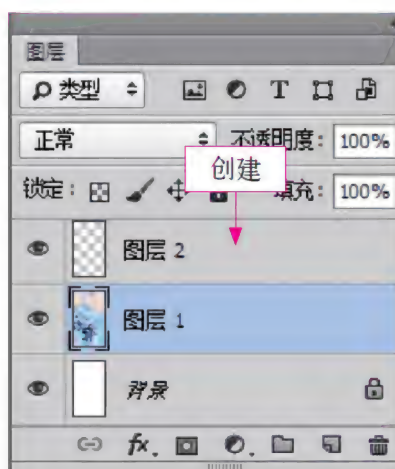 图层
类型
T
正常 不透明度: 100%
创建
锁定: 填充: 100%
图层 2
图层 1
背景
fx.